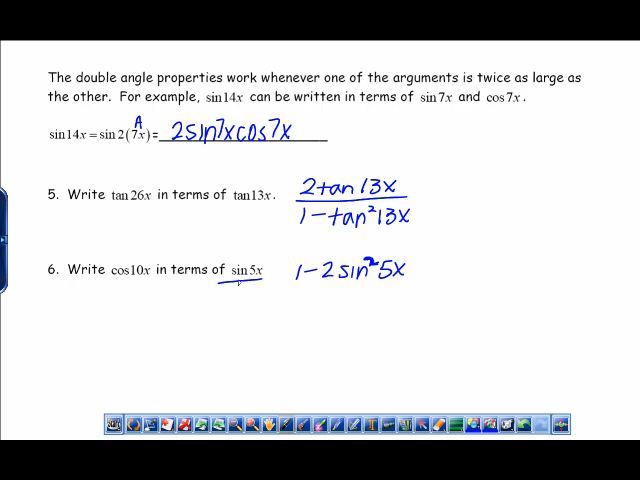 The double angle properties work whenever one of the arguments is twice as large as
the other. For example, sin14x can be written in terms of sin7x and cos7x.
A
sin14x = sin2(7x) = 2sin7xcos7x
5. Write tan26x in terms of tan13x. 2tan13x
1-tan²13x
6. Write cos10x in terms of sin5x 1-2sin²5x